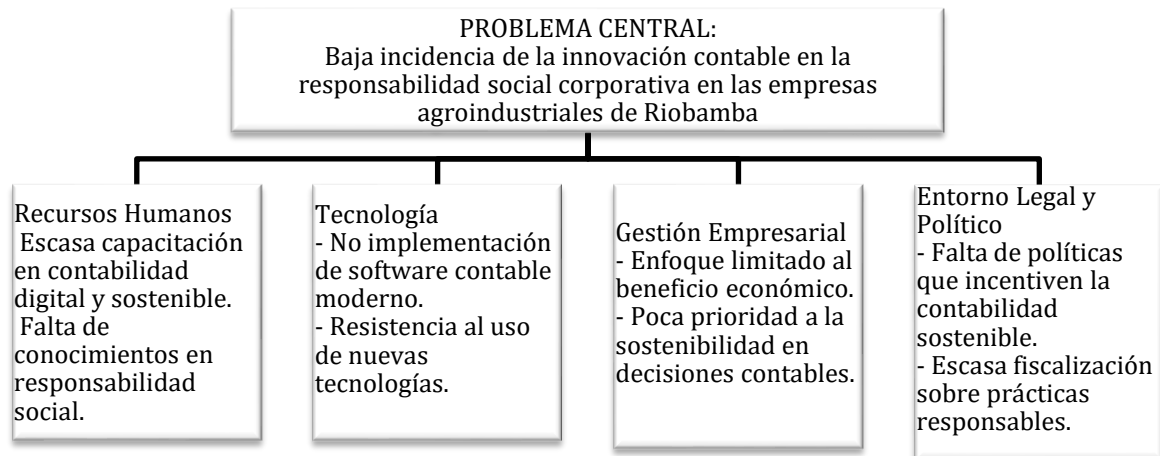 PROBLEMA CENTRAL:
Baja incidencia de la innovación contable en la
responsabilidad social corporativa en las empresas
agroindustriales de Riobamba
Recursos Humanos
Escasa capacitación
en contabilidad
digital y sostenible.
Falta de
conocimientos en
responsabilidad
social.
Tecnología
- No implementación
de software contable
moderno.
- Resistencia al uso
de nuevas
tecnologías.
Gestión Empresarial
- Enfoque limitado al
beneficio económico.
- Poca prioridad a la
sostenibilidad en
decisiones contables.
Entorno Legal y
Político
- Falta de políticas
que incentiven la
contabilidad
sostenible.
- Escasa fiscalización
sobre prácticas
responsables.